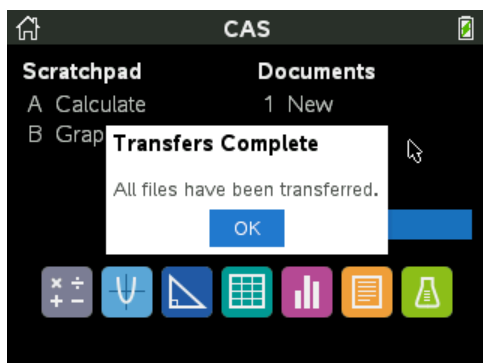 CAS
Scratchpad
Documents
A Calculate
1 New
B Grap
Transfers Complete
All files have been transferred.
OK